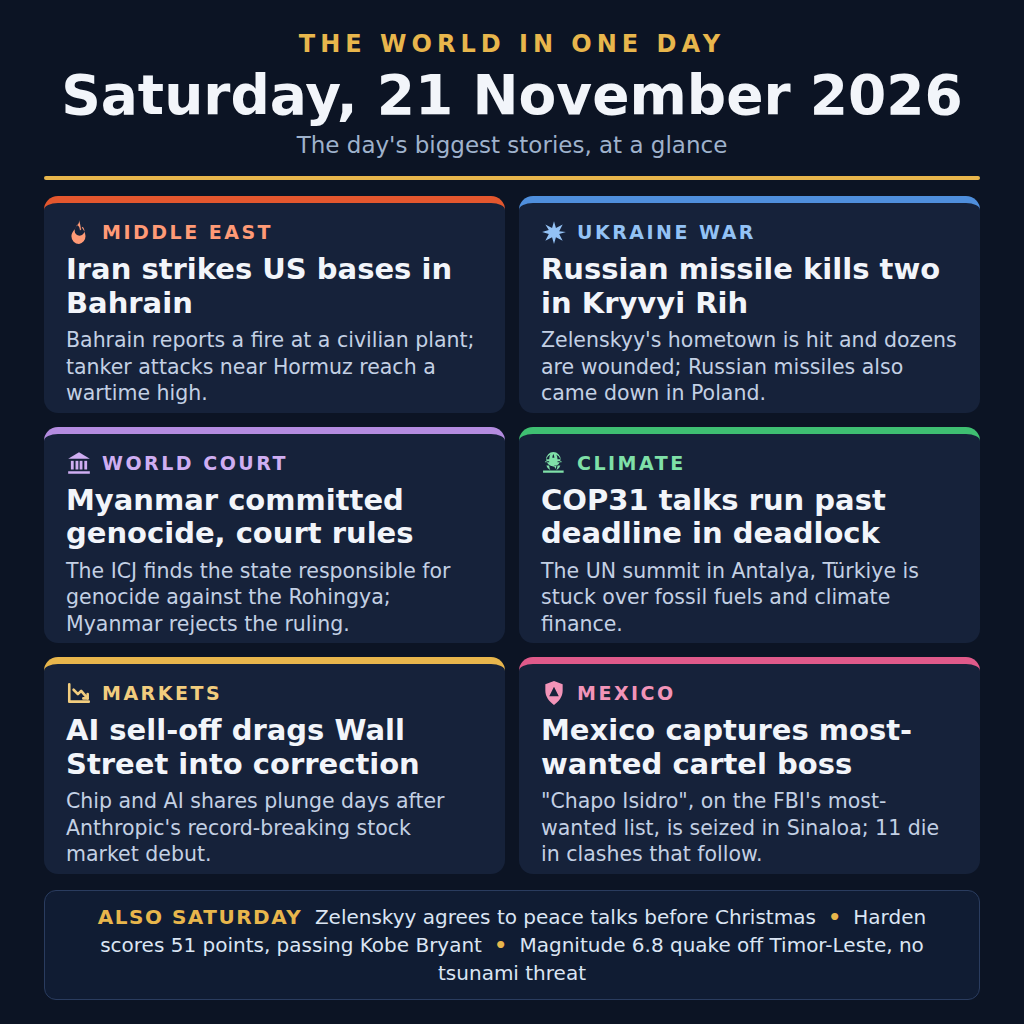 THE WORLD IN ONE DAY
Saturday, 21 November 2026
The day's biggest stories, at a glance
MIDDLE EAST
Iran strikes US bases in
Bahrain
Bahrain reports a fire at a civilian plant;
tanker attacks near Hormuz reach a
wartime high.
UKRAINE WAR
Russian missile kills two
in Kryvyi Rih
Zelenskyy's hometown is hit and dozens
are wounded; Russian missiles also
came down in Poland.
WORLD COURT
Myanmar committed
genocide, court rules
The ICJ finds the state responsible for
genocide against the Rohingya;
Myanmar rejects the ruling.
CLIMATE
COP31 talks run past
deadline in deadlock
The UN summit in Antalya, Türkiye is
stuck over fossil fuels and climate
finance.
MARKETS
AI sell-off drags Wall
Street into correction
Chip and AI shares plunge days after
Anthropic's record-breaking stock
market debut.
MEXICO
Mexico captures most-
wanted cartel boss
"Chapo Isidro", on the FBI's most-
wanted list, is seized in Sinaloa; 11 die
in clashes that follow.
ALSO SATURDAY Zelenskyy agrees to peace talks before Christmas • Harden
scores 51 points, passing Kobe Bryant • Magnitude 6.8 quake off Timor-Leste, no
tsunami threat